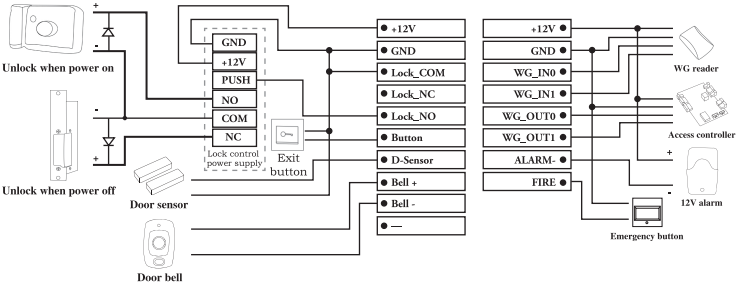 +
-
Unlock when power on
-
+
Unlock when power off
GND
+12V
PUSH
NO
COM
NC
Lock control
power supply
Exit
button
Door sensor
Door bell
+12V
GND
Lock_COM
Lock_NC
Lock_NO
Button
D-Sensor
Bell +
Bell -
—
+12V
GND
WG_IN0
WG_IN1
WG_OUT0
WG_OUT1
ALARM-
FIRE
WG reader
Access controller
+
-
12V alarm
Emergency button